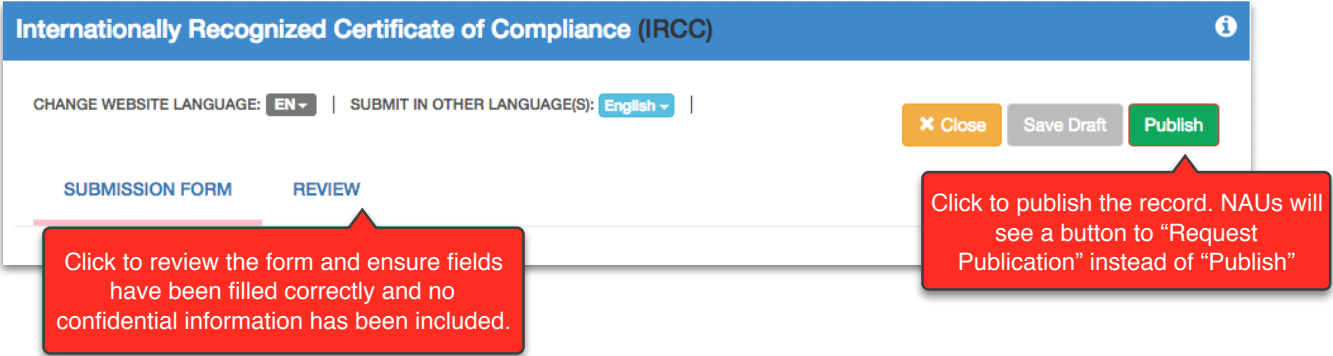 Internationally Recognized Certificate of Compliance (IRCC)
CHANGE WEBSITE LANGUAGE: EN | SUBMIT IN OTHER LANGUAGE(S): English |
Close Save Draft Publish
SUBMISSION FORM REVIEW
Click to publish the record. NAUs will
see a button to “Request
Publication” instead of “Publish”
Click to review the form and ensure fields
have been filled correctly and no
confidential information has been included.